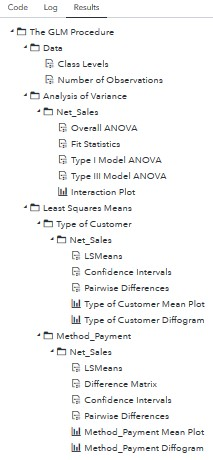 Code Log Results
The GLM Procedure
Data
Class Levels
Number of Observations
Analysis of Variance
Net_Sales
Overall ANOVA
Fit Statistics
Type I Model ANOVA
Type III Model ANOVA
Interaction Plot
Least Squares Means
Type of Customer
Net_Sales
LSMeans
Confidence Intervals
Pairwise Differences
Type of Customer Mean Plot
Type of Customer Diffogram
Method_Payment
Net_Sales
LSMeans
Difference Matrix
Confidence Intervals
Pairwise Differences
Method_Payment Mean Plot
Method_Payment Diffogram